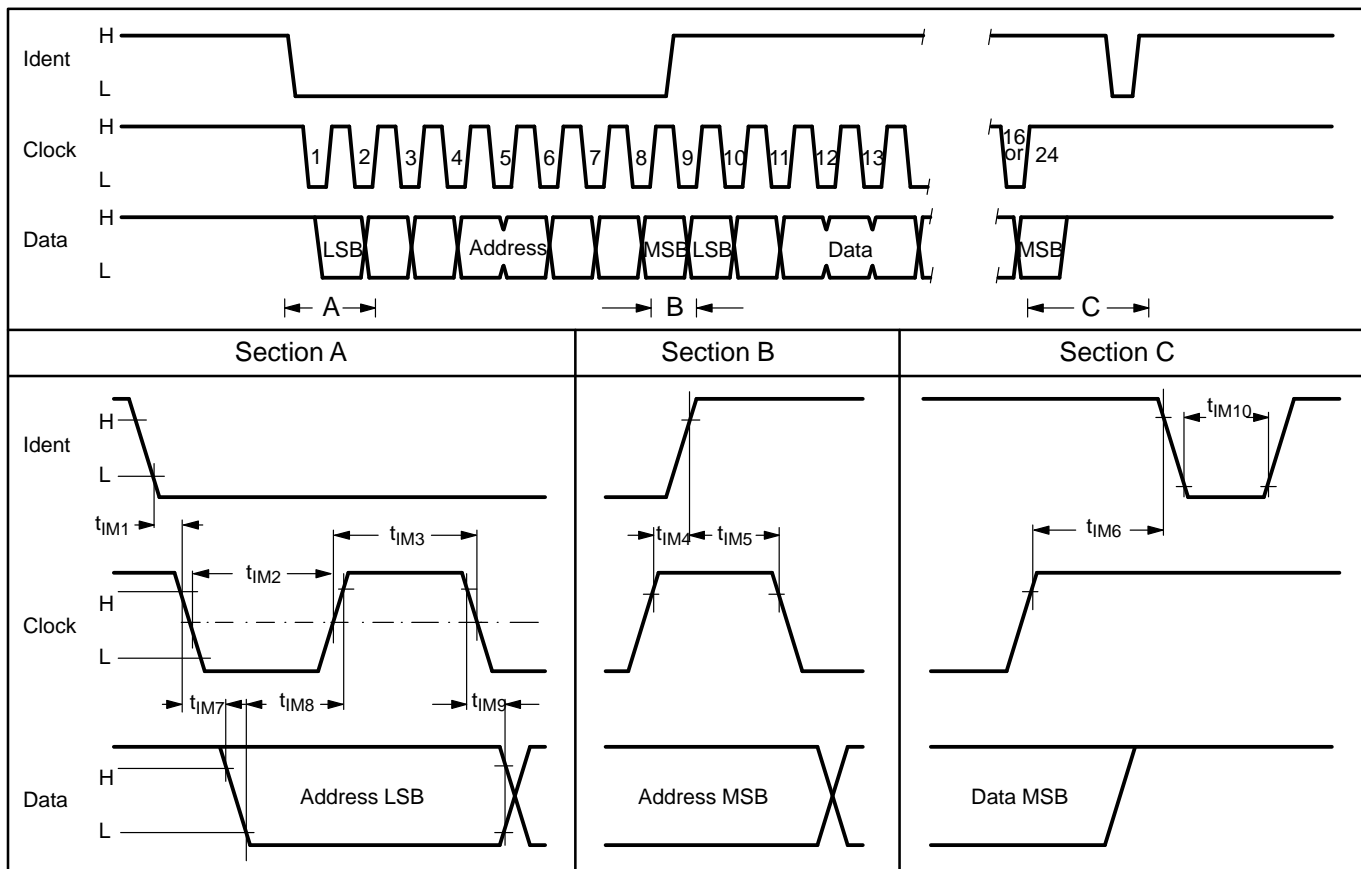 H
Ident
L
H
Clock
1 2 3 4 5 6 7 8 9 10 11 12 13
16
or 24
L
H
Data
LSB Address MSB LSB Data MSB
L
A B C
Section A Section B Section C
H
Ident
L
tIM10
tIM1 tIM3 tIM4 tIM5 tIM6
tIM2
H
Clock
L
tIM7 tIM8 tIM9
H
Data
Address LSB Address MSB Data MSB
L